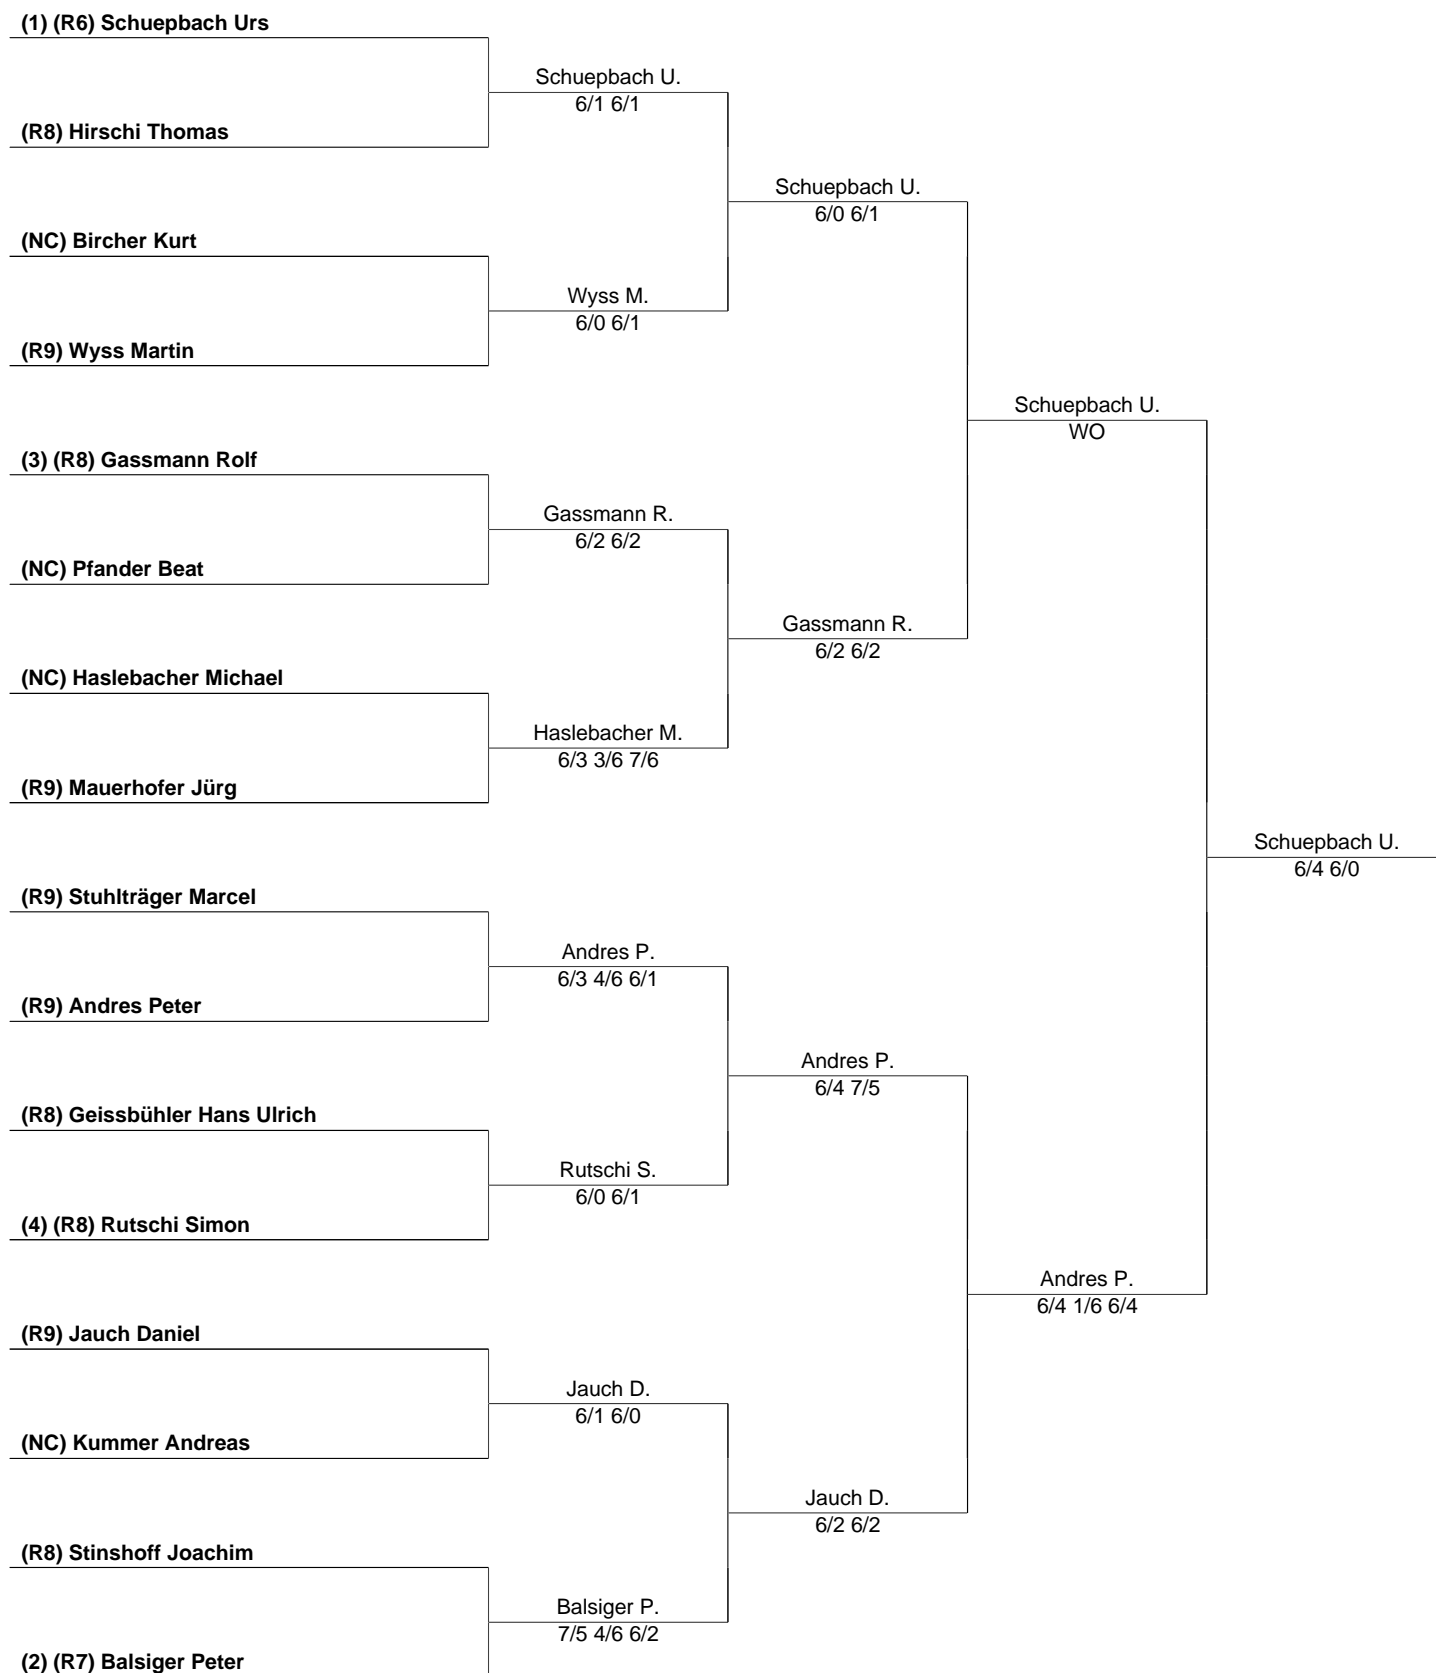 (1) (R6) Schuepbach Urs
Schuepbach U.
6/1 6/1
(R8) Hirschi Thomas
Schuepbach U.
6/0 6/1
(NC) Bircher Kurt
Wyss M.
6/0 6/1
(R9) Wyss Martin
Schuepbach U.
WO
(3) (R8) Gassmann Rolf
Gassmann R.
6/2 6/2
(NC) Pfander Beat
Gassmann R.
6/2 6/2
(NC) Haslebacher Michael
Haslebacher M.
6/3 3/6 7/6
(R9) Mauerhofer Jürg
Schuepbach U.
6/4 6/0
(R9) Stuhlträger Marcel
Andres P.
6/3 4/6 6/1
(R9) Andres Peter
Andres P.
6/4 7/5
(R8) Geissbühler Hans Ulrich
Rutschi S.
6/0 6/1
(4) (R8) Rutschi Simon
Andres P.
6/4 1/6 6/4
(R9) Jauch Daniel
Jauch D.
6/1 6/0
(NC) Kummer Andreas
Jauch D.
6/2 6/2
(R8) Stinshoff Joachim
Balsiger P.
7/5 4/6 6/2
(2) (R7) Balsiger Peter